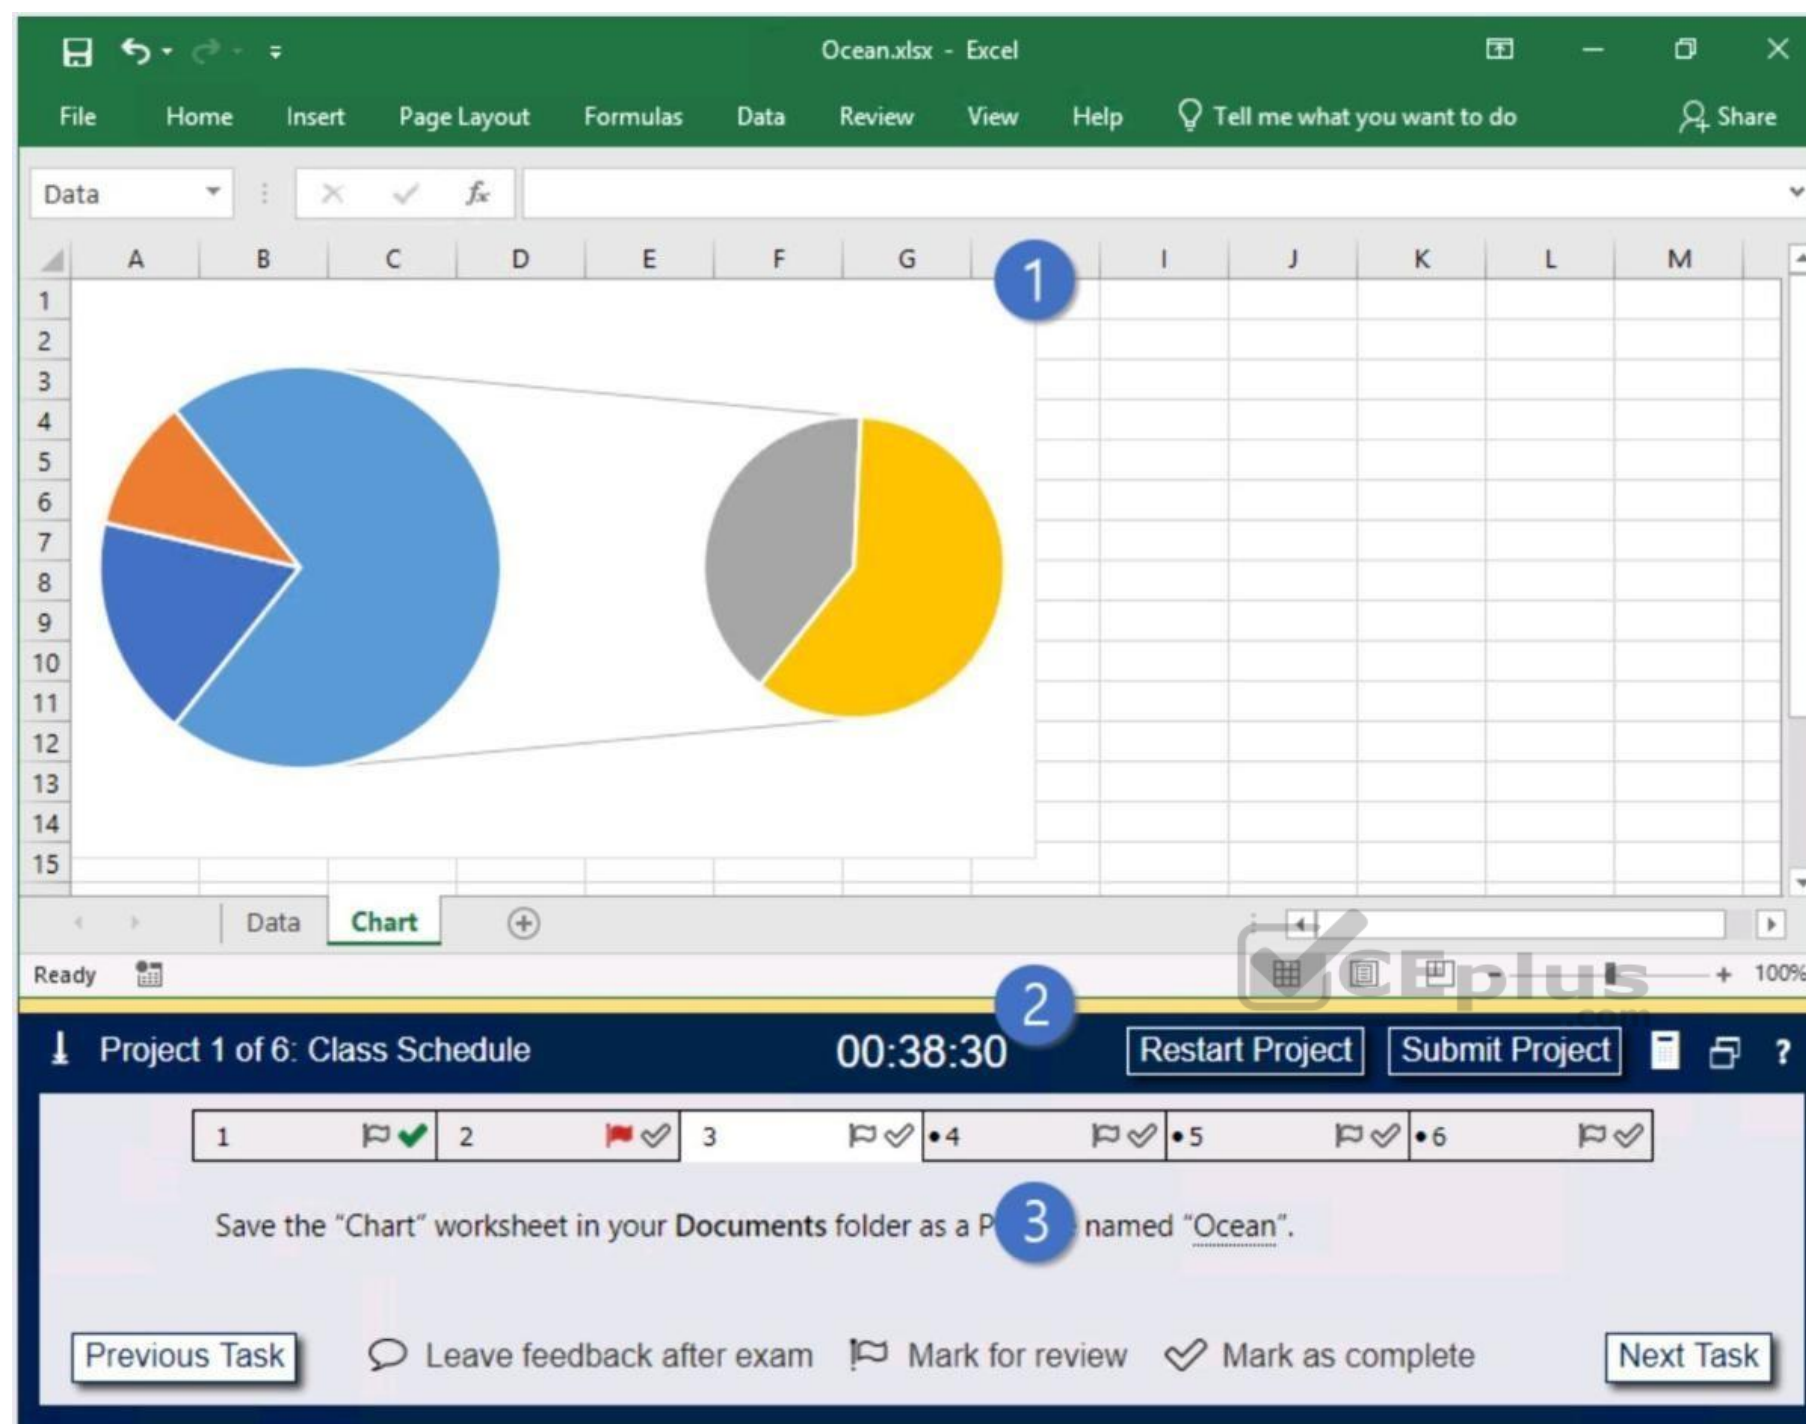 Ocean.xlsx - Excel
File Home Insert Page Layout Formulas Data Review View Help Tell me what you want to do Share
Data fx
A B C D E F G 1 I J K L M
1
2
3
4
5
6
7
8
9
10
11
12
13
14
15
Data Chart
Ready 100%
CEplus
.com
2
Project 1 of 6: Class Schedule 00:38:30 Restart Project Submit Project ?
1 2 3 •4 •5 •6
Save the “Chart” worksheet in your Documents folder as a P 3 named “Ocean”.
Previous Task Leave feedback after exam Mark for review Mark as complete Next Task